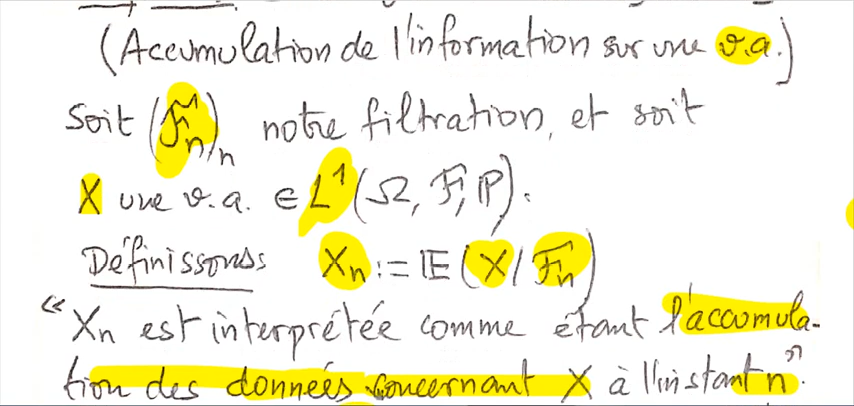 (Accumulation de l'information sur une v.a.)
Soit (ℱn)n notre filtration, et soit
X une v.a. ∈ L¹(Ω, ℱ, ℙ).
Définissons: Xn := 𝔼(X/ℱn)
"Xn est interprétée comme étant l'accumula-
tion des données concernant X à l'instant n".